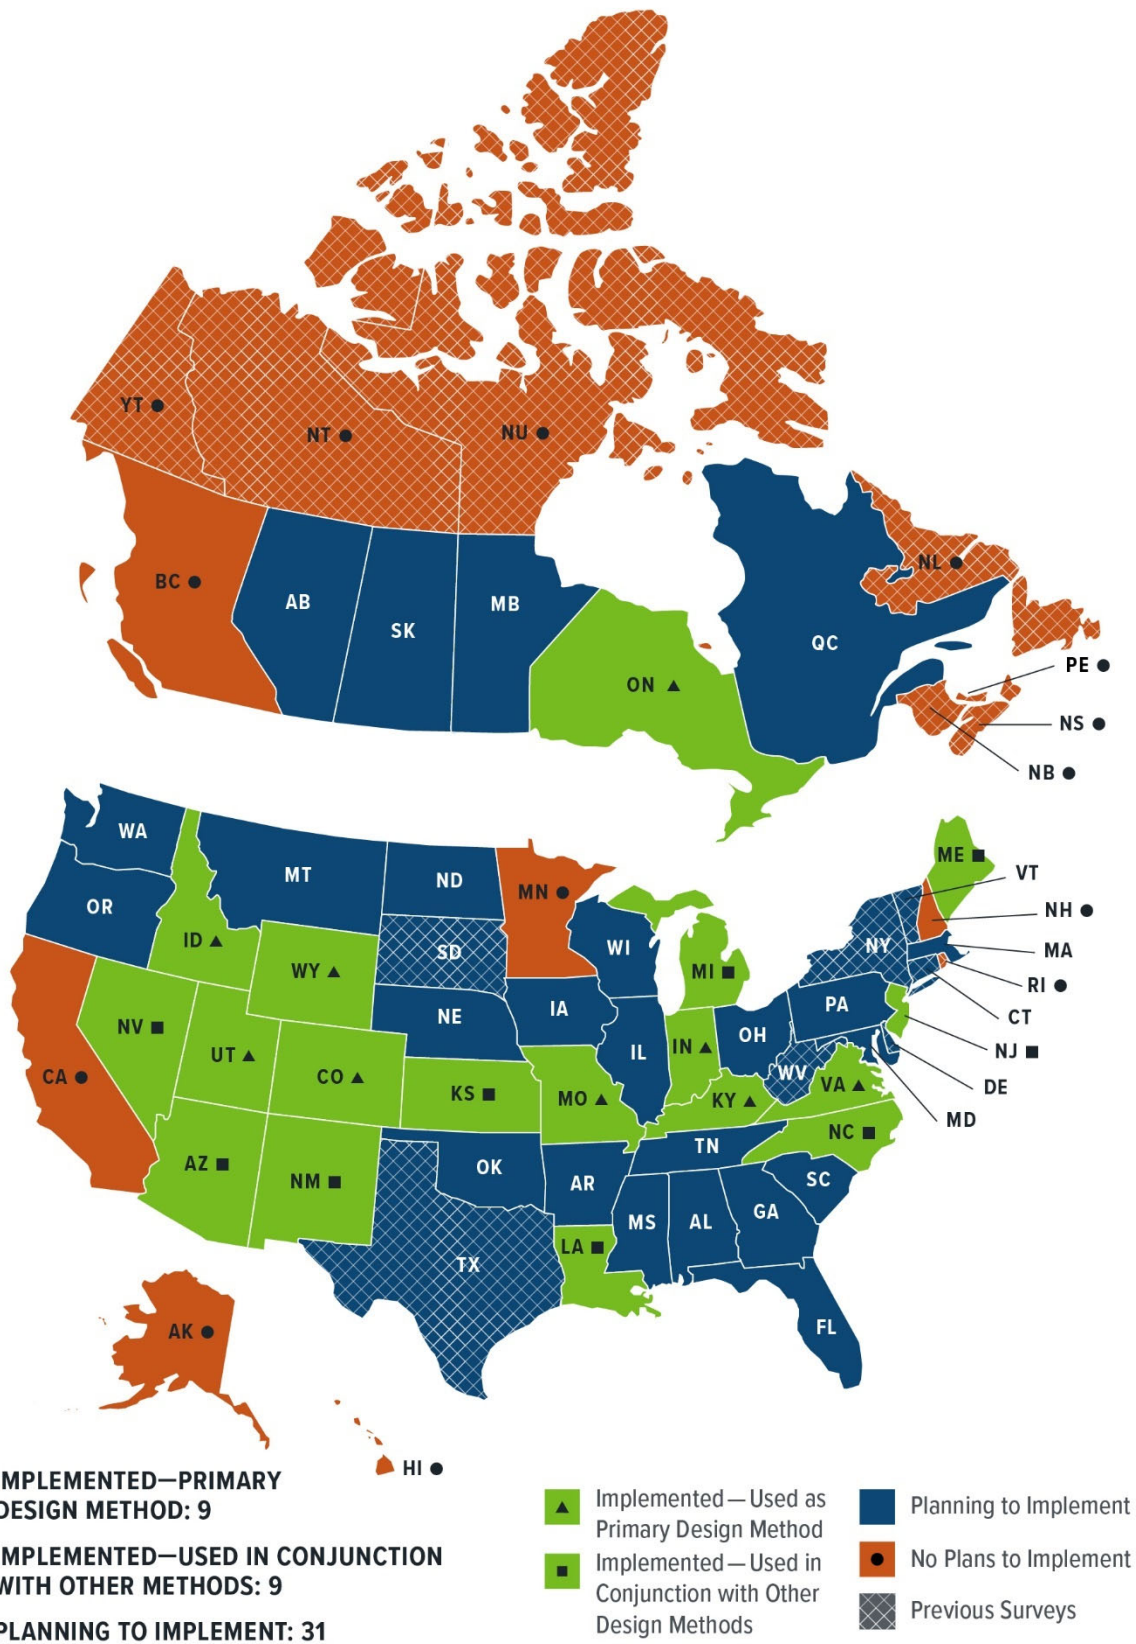 YT ●
NT ●
NU ●
BC ●
AB
SK
MB
ON ▲
QC
NL ●
PE ●
NS ●
NB ●
WA
OR
MT
ND
MN ●
ID ▲
WY ▲
SD
WI
MI ■
NY
ME ■
VT
NH ●
MA
RI ●
CT
NJ ■
DE
MD
NV ■
UT ▲
CO ▲
NE
IA
IL
IN ▲
OH
PA
WV
VA ▲
CA ●
KS ■
MO ▲
KY ▲
NC ■
AZ ■
NM ■
OK
AR
TN
SC
MS
AL
GA
TX
LA ■
FL
AK ●
HI ●
IMPLEMENTED—PRIMARY
DESIGN METHOD: 9
IMPLEMENTED—USED IN CONJUNCTION
WITH OTHER METHODS: 9
PLANNING TO IMPLEMENT: 31
Implemented—Used as
Primary Design Method
Implemented—Used in
Conjunction with Other
Design Methods
Planning to Implement
No Plans to Implement
Previous Surveys